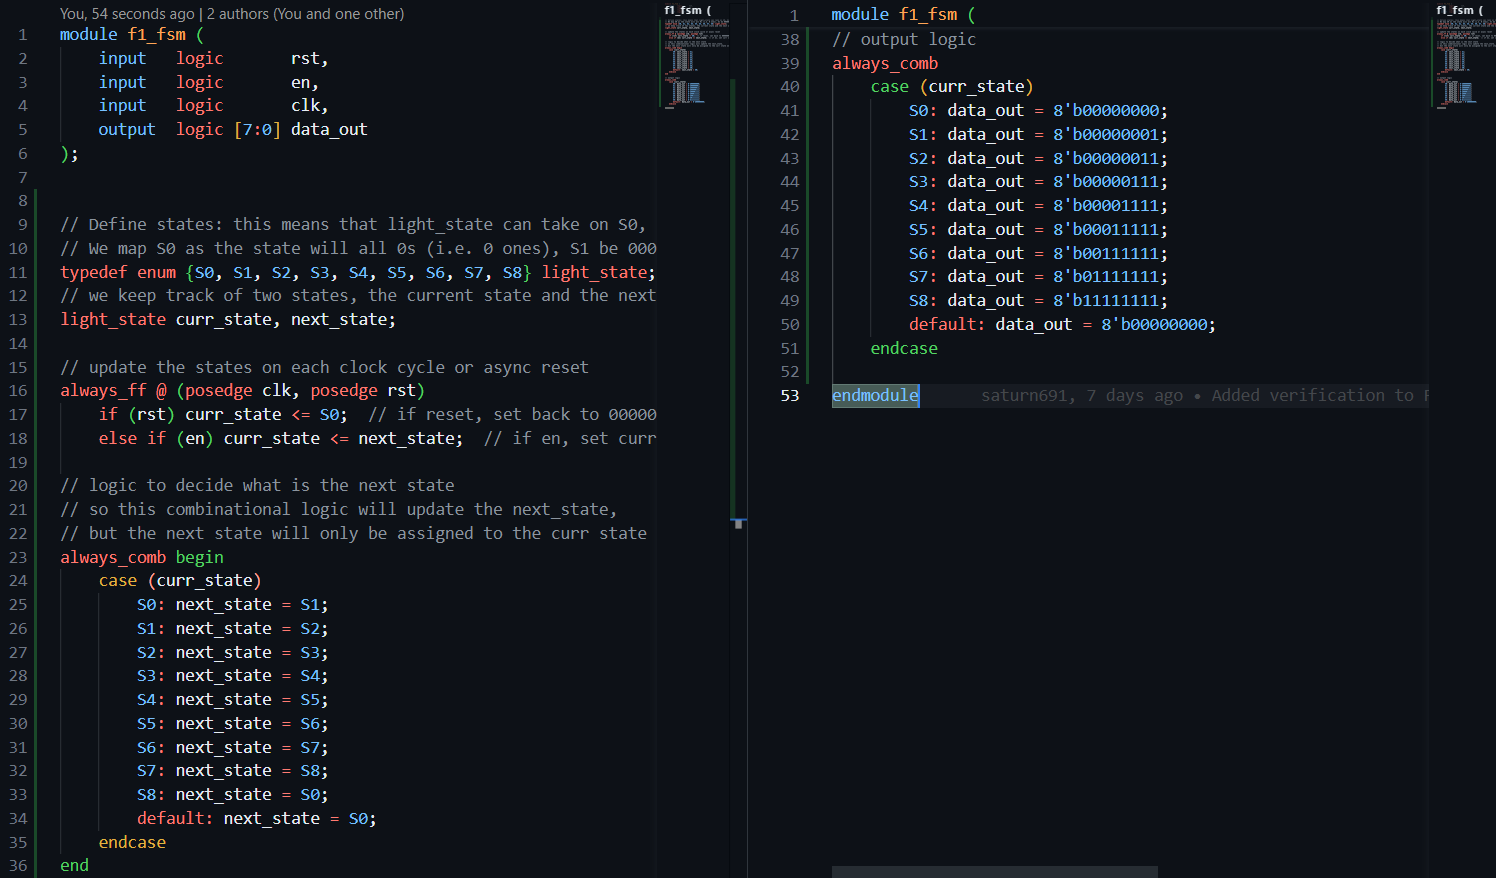 You, 54 seconds ago | 2 authors (You and one other)
1 module f1_fsm (
2 input logic rst,
3 input logic en,
4 input logic clk,
5 output logic [7:0] data_out
6 );
7
8
9 // Define states: this means that light_state can take on S0,
10 // We map S0 as the state will all 0s (i.e. 0 ones), S1 be 000
11 typedef enum {S0, S1, S2, S3, S4, S5, S6, S7, S8} light_state;
12 // we keep track of two states, the current state and the next
13 light_state curr_state, next_state;
14
15 // update the states on each clock cycle or async reset
16 always_ff @ (posedge clk, posedge rst)
17 if (rst) curr_state <= S0; // if reset, set back to 00000
18 else if (en) curr_state <= next_state; // if en, set curr
19
20 // logic to decide what is the next state
21 // so this combinational logic will update the next_state,
22 // but the next state will only be assigned to the curr state
23 always_comb begin
24 case (curr_state)
25 S0: next_state = S1;
26 S1: next_state = S2;
27 S2: next_state = S3;
28 S3: next_state = S4;
29 S4: next_state = S5;
30 S5: next_state = S6;
31 S6: next_state = S7;
32 S7: next_state = S8;
33 S8: next_state = S0;
34 default: next_state = S0;
35 endcase
36 end
f1_fsm (
1 module f1_fsm (
38 // output logic
39 always_comb
40 case (curr_state)
41 S0: data_out = 8'b00000000;
42 S1: data_out = 8'b00000001;
43 S2: data_out = 8'b00000011;
44 S3: data_out = 8'b00000111;
45 S4: data_out = 8'b00001111;
46 S5: data_out = 8'b00011111;
47 S6: data_out = 8'b00111111;
48 S7: data_out = 8'b01111111;
49 S8: data_out = 8'b11111111;
50 default: data_out = 8'b00000000;
51 endcase
52
53 endmodule saturn691, 7 days ago • Added verification to F
f1_fsm (